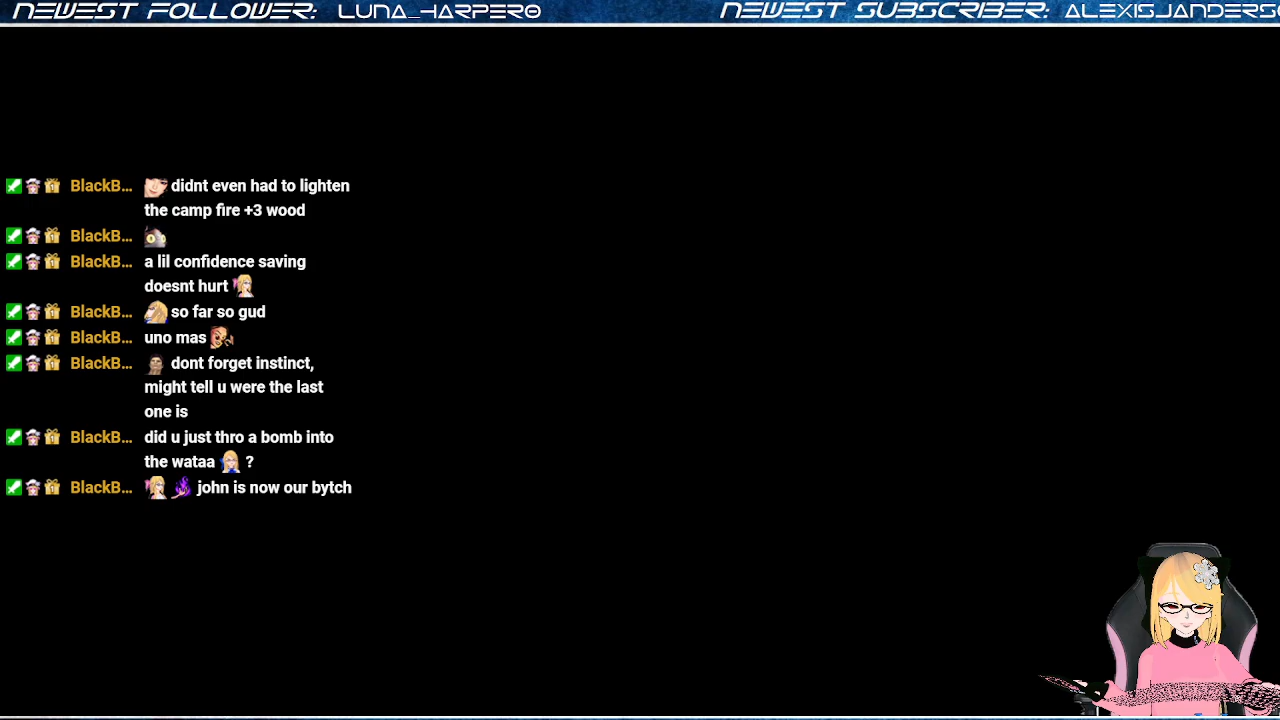 NEWEST FOLLOWER: LUNA_HARPER0 NEWEST SUBSCRIBER: ALEXISJANDERS
BlackB... didnt even had to lighten
the camp fire +3 wood
BlackB...
BlackB... a lil confidence saving
doesnt hurt
BlackB... so far so gud
BlackB... uno mas
BlackB... dont forget instinct,
might tell u were the last
one is
BlackB... did u just thro a bomb into
the wataa ?
BlackB... john is now our bytch